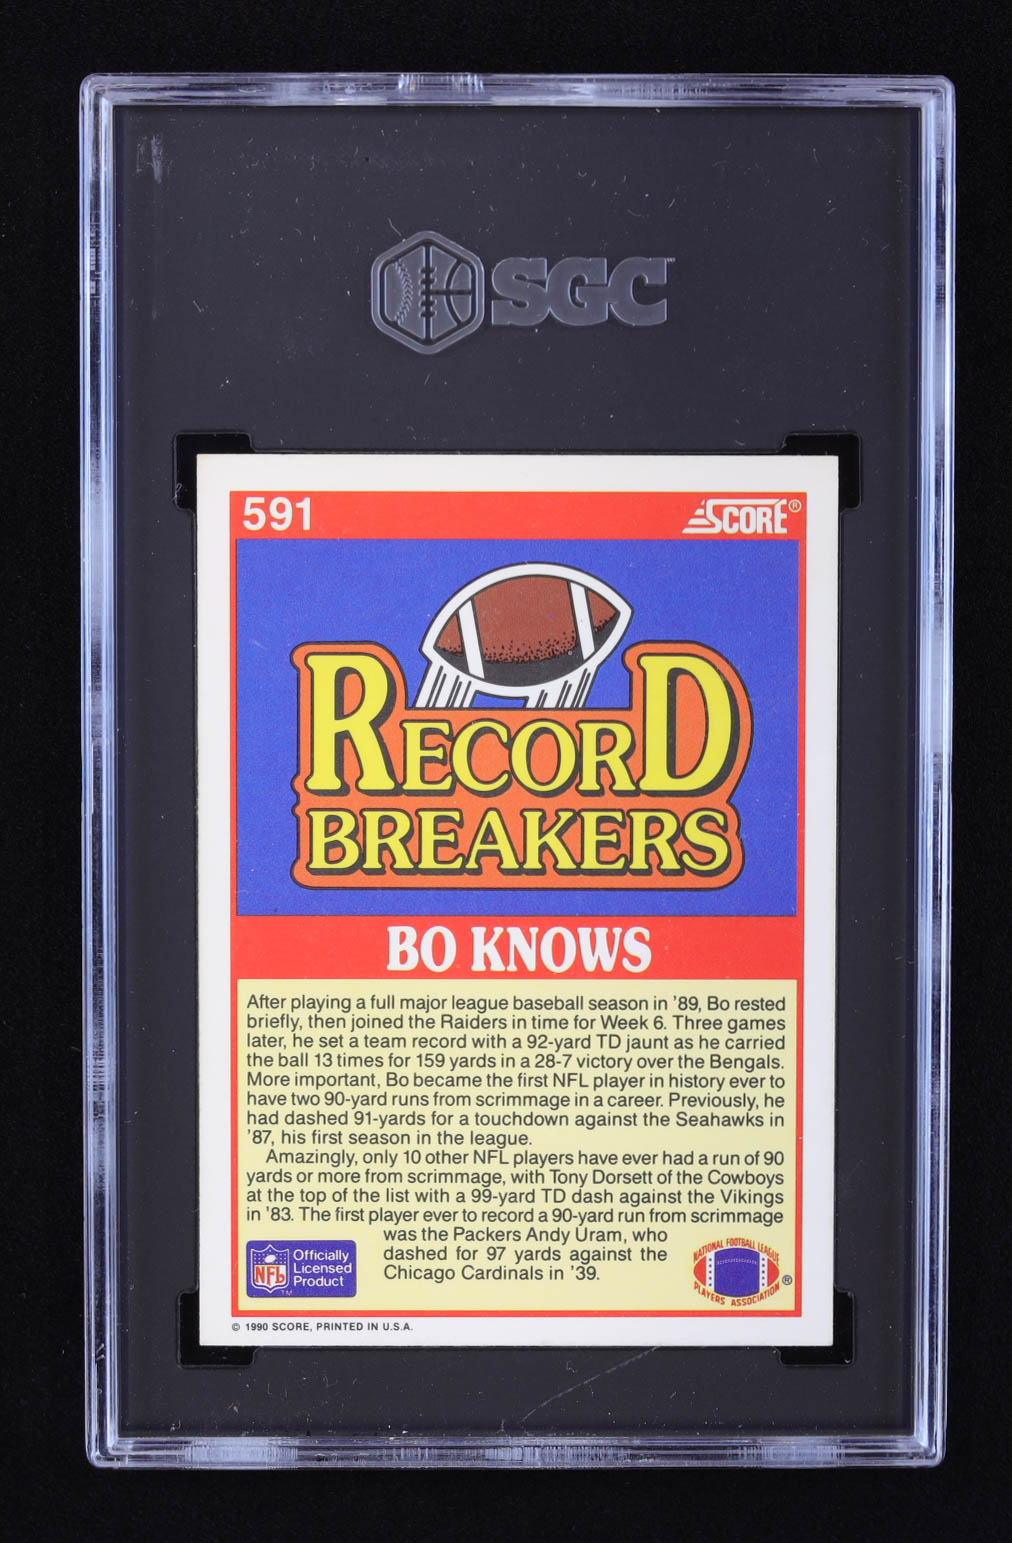 SGC
591
SCORE®
RECORD
BREAKERS
BO KNOWS
After playing a full major league baseball season in '89, Bo rested
briefly, then joined the Raiders in time for Week 6. Three games
later, he set a team record with a 92-yard TD jaunt as he carried
the ball 13 times for 159 yards in a 28-7 victory over the Bengals.
More important, Bo became the first NFL player in history ever to
have two 90-yard runs from scrimmage in a career. Previously, he
had dashed 91-yards for a touchdown against the Seahawks in
'87, his first season in the league.
Amazingly, only 10 other NFL players have ever had a run of 90
yards or more from scrimmage, with Tony Dorsett of the Cowboys
at the top of the list with a 99-yard TD dash against the Vikings
in '83. The first player ever to record a 90-yard run from scrimmage
was the Packers Andy Uram, who
dashed for 97 yards against the
Chicago Cardinals in '39.
NFL
TM
Officially
Licensed
Product
NATIONAL FOOTBALL LEAGUE
PLAYERS ASSOCIATION
®
© 1990 SCORE, PRINTED IN U.S.A.